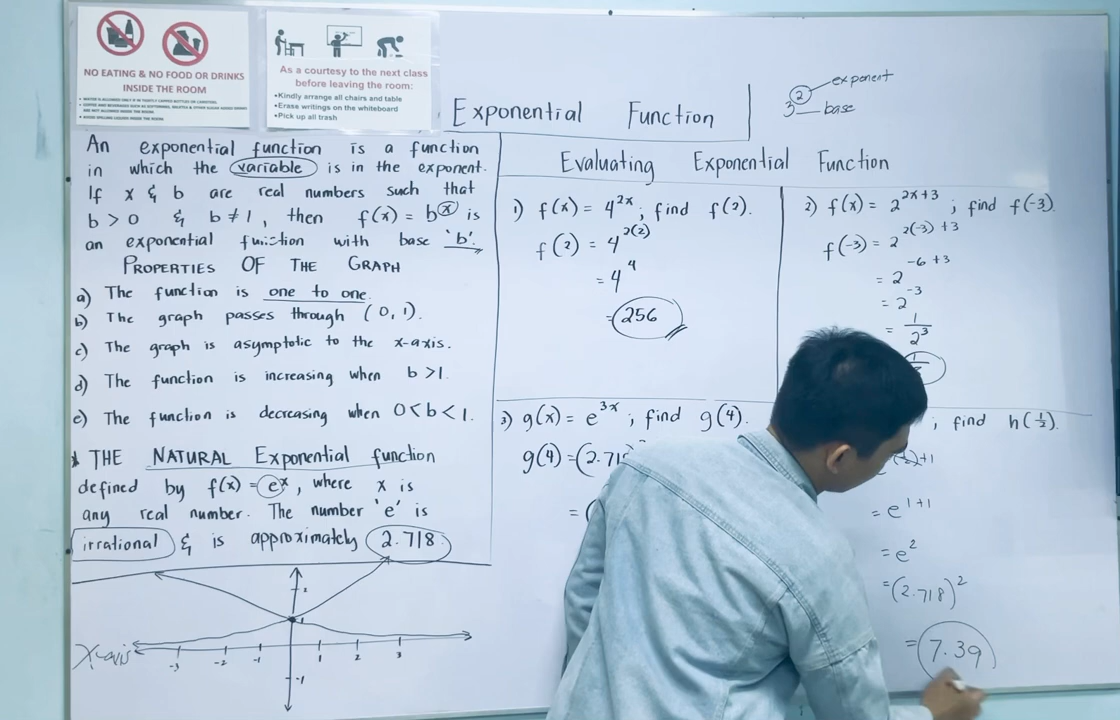 NO EATING & NO FOOD OR DRINKS
INSIDE THE ROOM
As a courtesy to the next class
before leaving the room:
•Kindly arrange all chairs and table
•Erase writings on the whiteboard
•Pick up all trash
Exponential Function
3² exponent
base
An exponential function is a function
in which the variable is in the exponent.
If x & b are real numbers such that
b > 0 & b ≠ 1, then f(x) = bˣ is
an exponential function with base 'b'.
PROPERTIES OF THE GRAPH
a) The function is one to one.
b) The graph passes through (0, 1).
c) The graph is asymptotic to the x-axis.
d) The function is increasing when b > 1.
e) The function is decreasing when 0 < b < 1.
* THE NATURAL Exponential function
defined by f(x) = eˣ, where x is
any real number. The number 'e' is
irrational & is approximately 2.718
2
1
X-axis -3 -2 -1 1 2 3
-1
Evaluating Exponential Function
1) f(x) = 4^2x ; find f(2).
f(2) = 4^2(2)
= 4^4
= 256
2) f(x) = 2^2x+3 ; find f(-3).
f(-3) = 2^2(-3)+3
= 2^-6+3
= 2^-3
= 1/2³
3) g(x) = e^3x ; find g(4).
g(4) = (2.71
= (
; find h(½).
= e^1+1
= e²
= (2.718)²
= 7.39